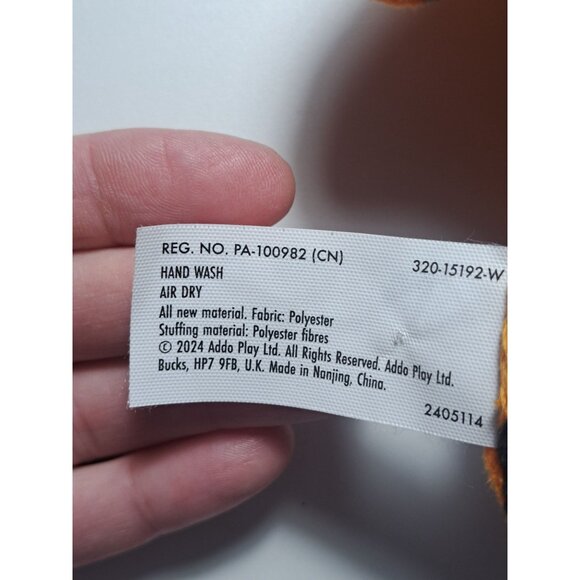 REG. NO. PA-100982 (CN) 320-15192-W
HAND WASH
AIR DRY
All new material. Fabric: Polyester
Stuffing material: Polyester fibres
© 2024 Addo Play Ltd. All Rights Reserved. Addo Play Ltd.
Bucks, HP7 9FB, U.K. Made in Nanjing, China.
2405114